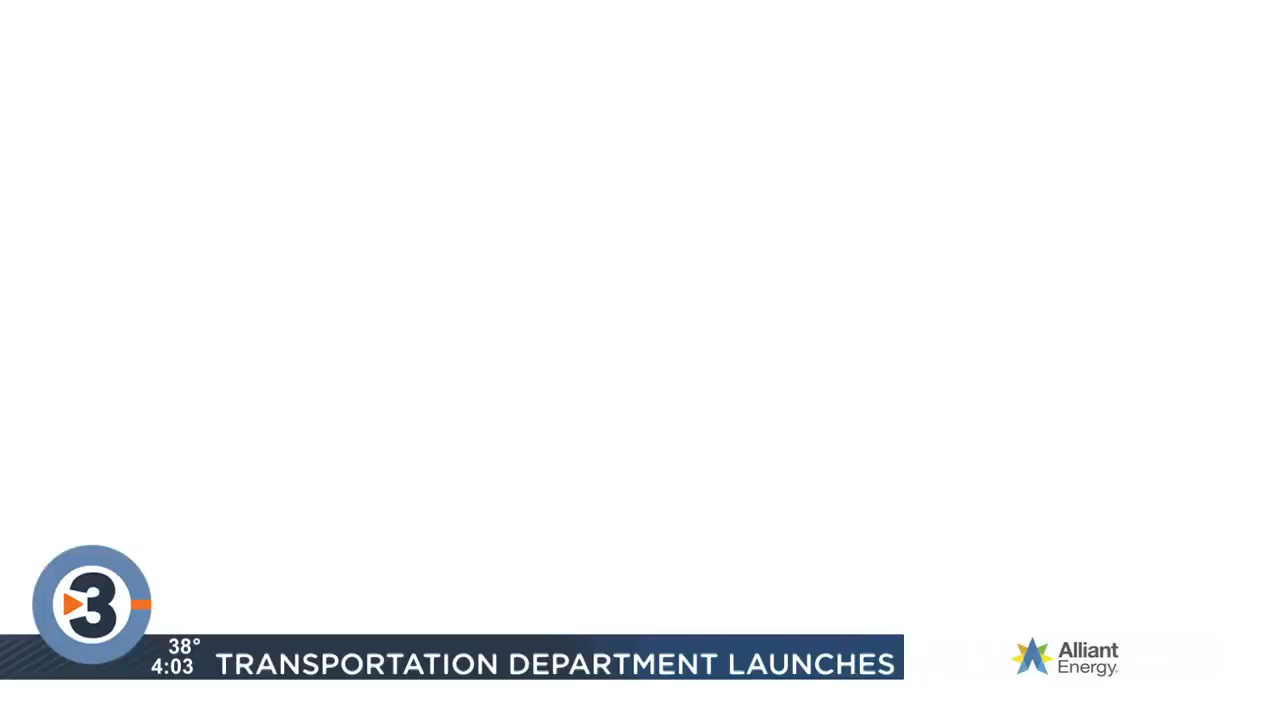 3
38°
4:03
TRANSPORTATION DEPARTMENT LAUNCHES
Alliant
Energy.